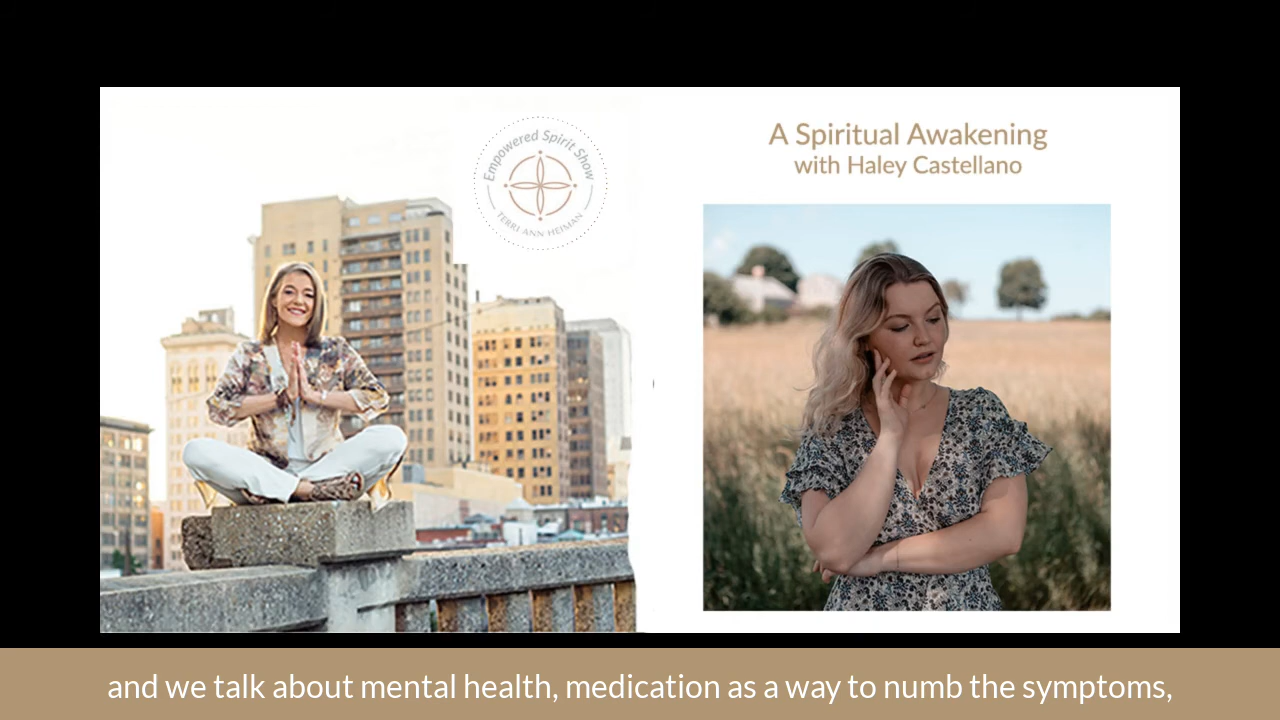 Empowered Spirit Show
TERRI ANN HEIMAN
A Spiritual Awakening
with Haley Castellano
and we talk about mental health, medication as a way to numb the symptoms,